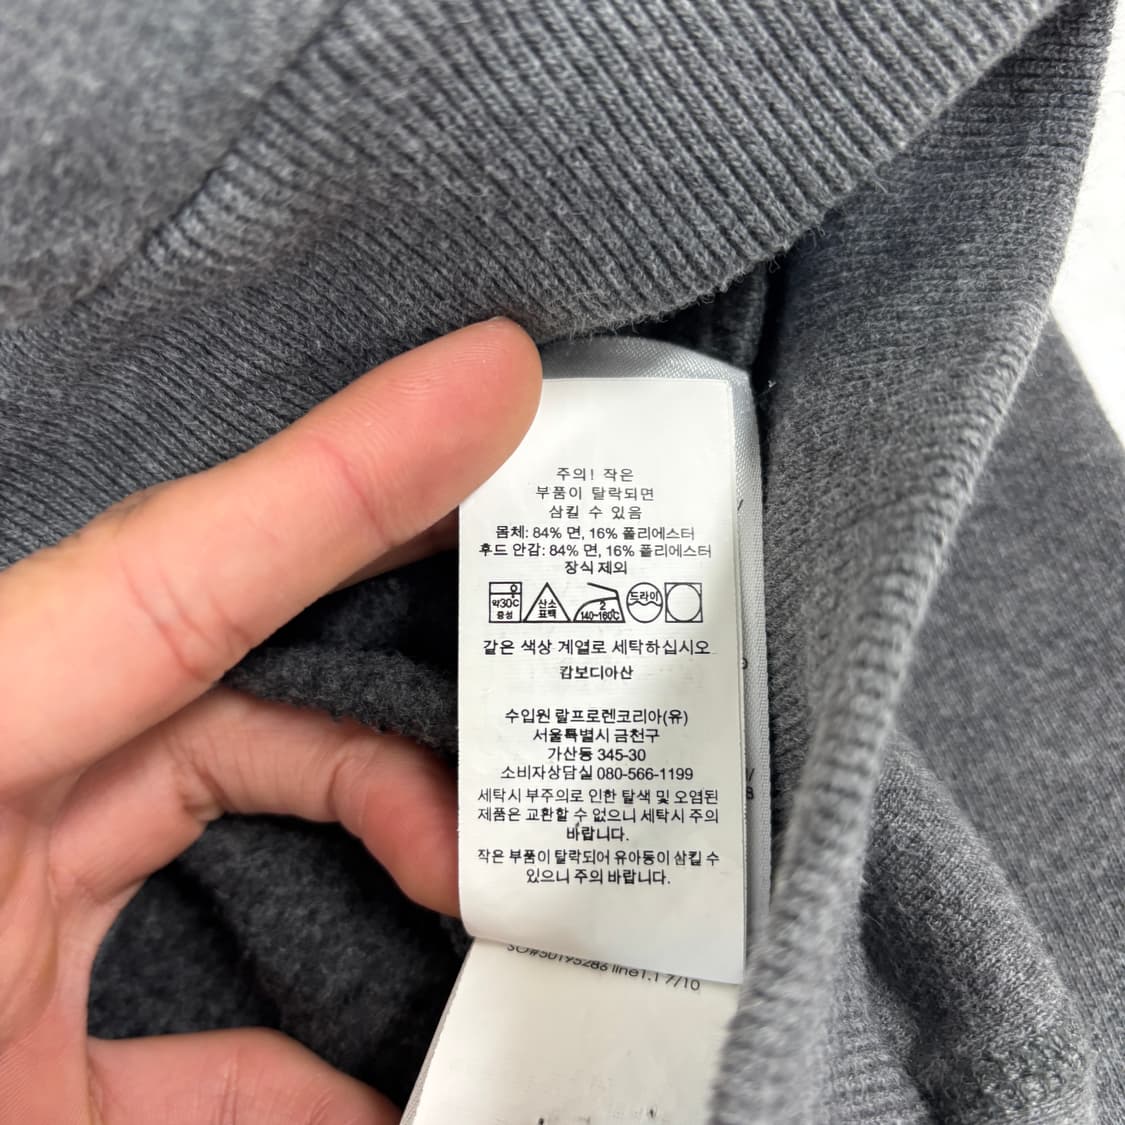 주의! 작은
부품이 탈락되면
삼킬 수 있음
몸체: 84% 면, 16% 폴리에스터
후드 안감: 84% 면, 16% 폴리에스터
장식 제외
약30℃ 중성
산소 표백
2 140~160℃
드라이
같은 색상 계열로 세탁하십시오
캄보디아산
수입원 랄프로렌코리아(유)
서울특별시 금천구
가산동 345-30
소비자상담실 080-566-1199
세탁시 부주의로 인한 탈색 및 오염된
제품은 교환할 수 없으니 세탁시 주의
바랍니다.
작은 부품이 탈락되어 유아동이 삼킬 수
있으니 주의 바랍니다.
SO#50195286 line1.1 7/10